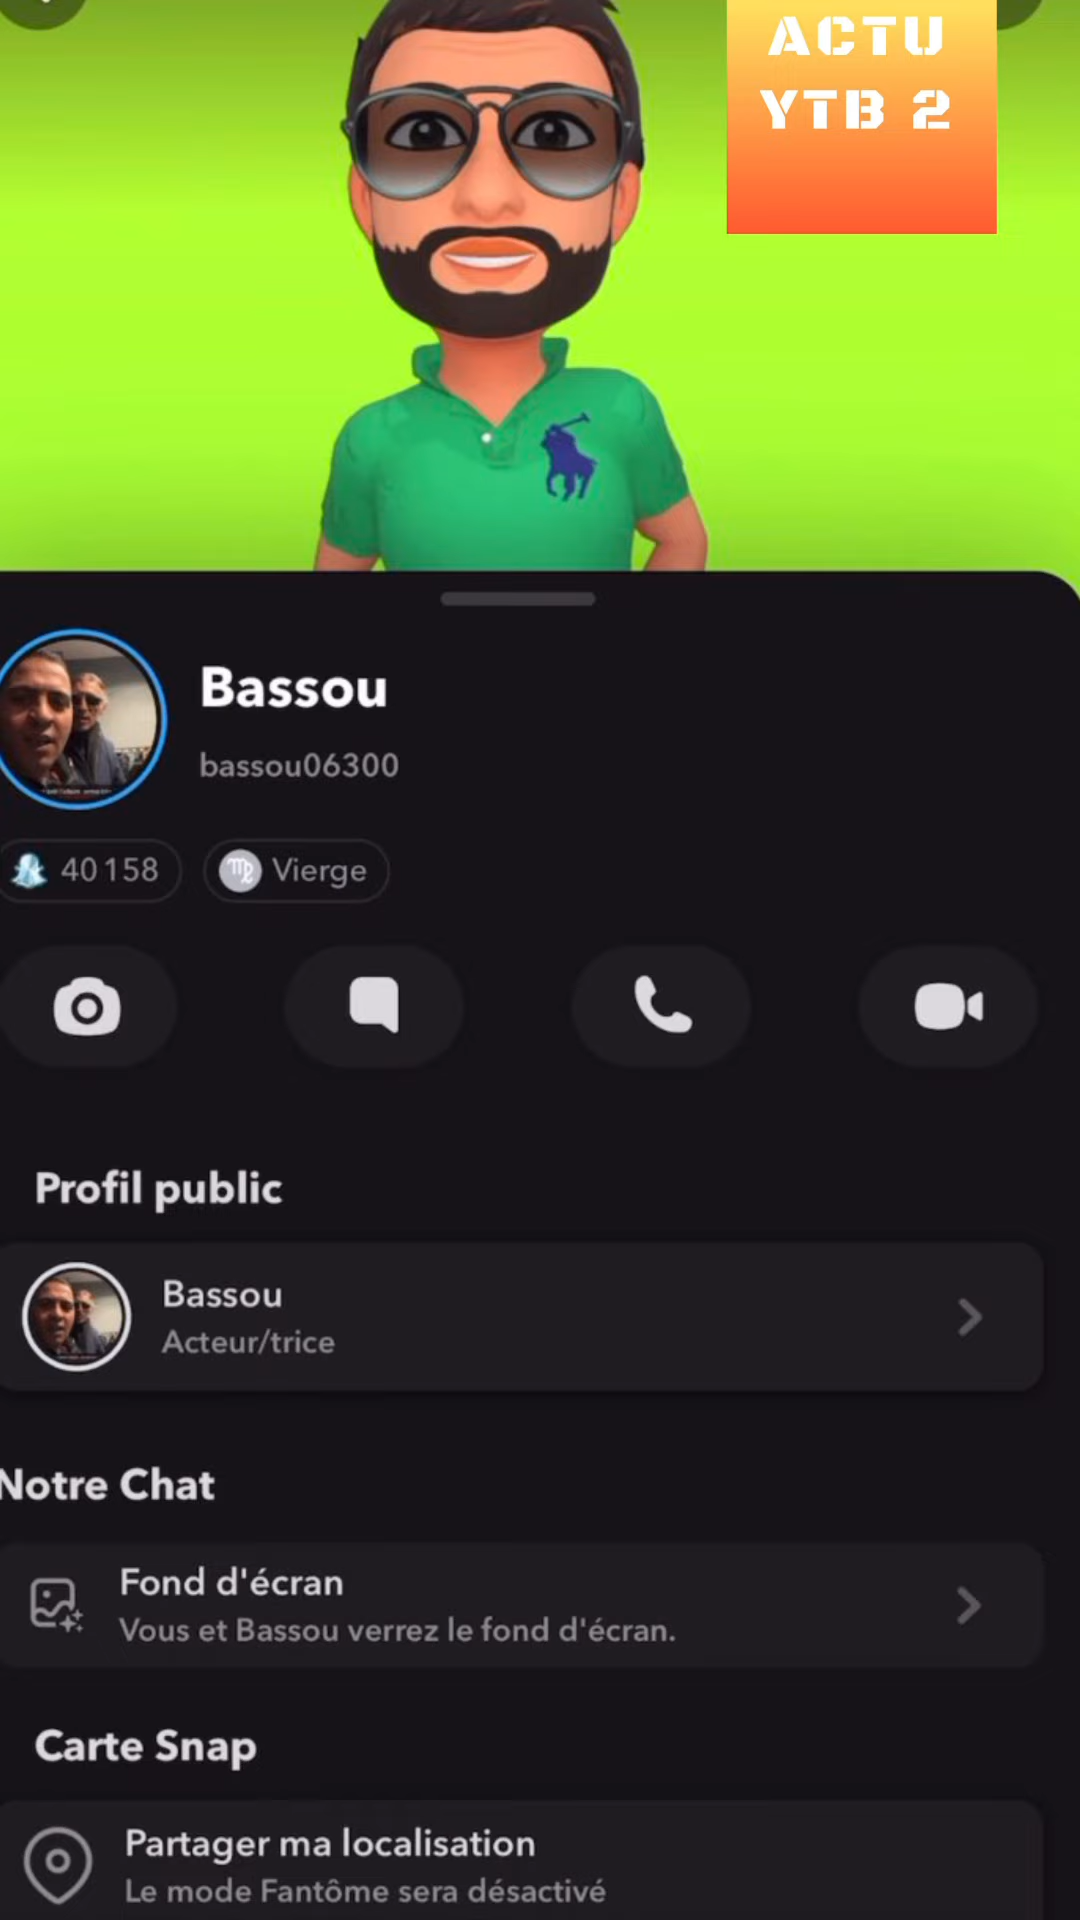 ACTU
YTB 2
Bassou
bassou06300
40 158
Vierge
Profil public
Bassou
Acteur/trice
Notre Chat
Fond d'écran
Vous et Bassou verrez le fond d'écran.
Carte Snap
Partager ma localisation
Le mode Fantôme sera désactivé